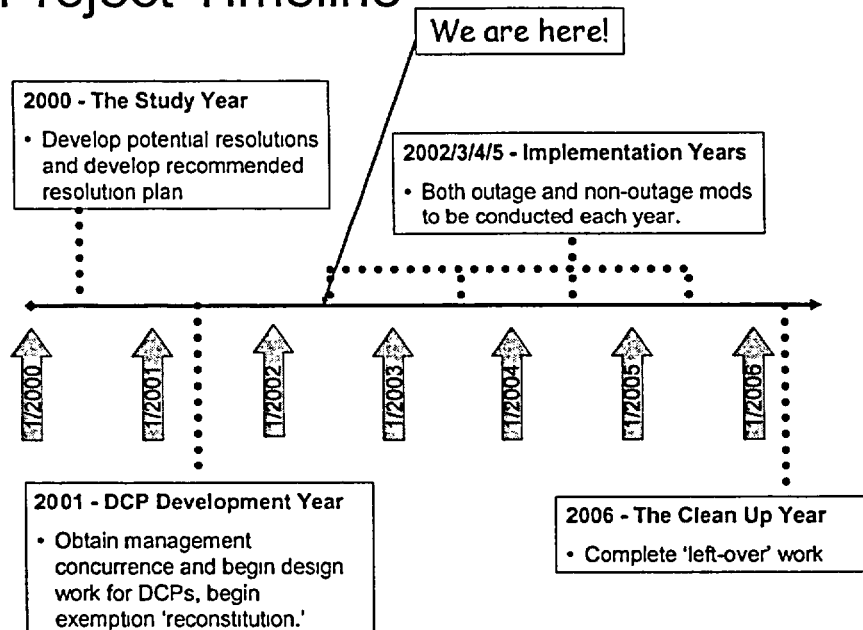 Project Timeline
We are here!
2000 - The Study Year
• Develop potential resolutions
and develop recommended
resolution plan
2002/3/4/5 - Implementation Years
• Both outage and non-outage mods
to be conducted each year.
1/2000
1/2001
1/2002
1/2003
1/2004
1/2005
1/2006
2001 - DCP Development Year
• Obtain management
concurrence and begin design
work for DCPs, begin
exemption 'reconstitution.'
2006 - The Clean Up Year
• Complete 'left-over' work